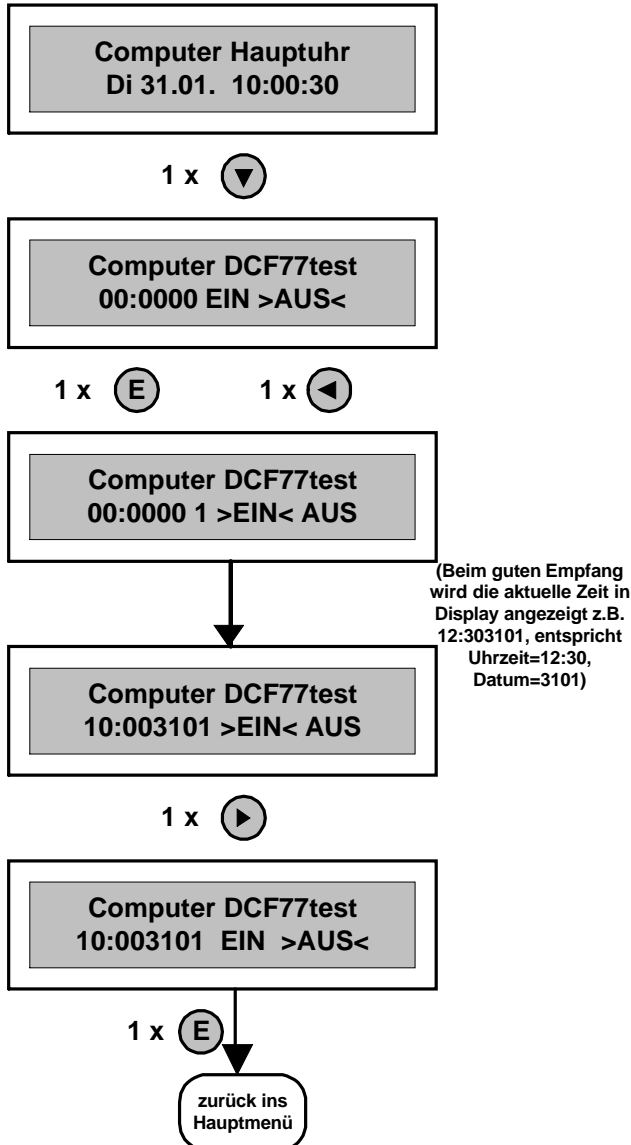 Computer Hauptuhr
Di 31.01.  10:00:30
1 x ▼
Computer DCF77test
00:0000 EIN >AUS<
1 x E
1 x ◄
Computer DCF77test
00:0000 1 >EIN< AUS
(Beim guten Empfang
wird die aktuelle Zeit in
Display angezeigt z.B.
12:303101, entspricht
Uhrzeit=12:30,
Datum=3101)
Computer DCF77test
10:003101 >EIN< AUS
1 x ►
Computer DCF77test
10:003101  EIN  >AUS<
1 x E
zurück ins
Hauptmenü